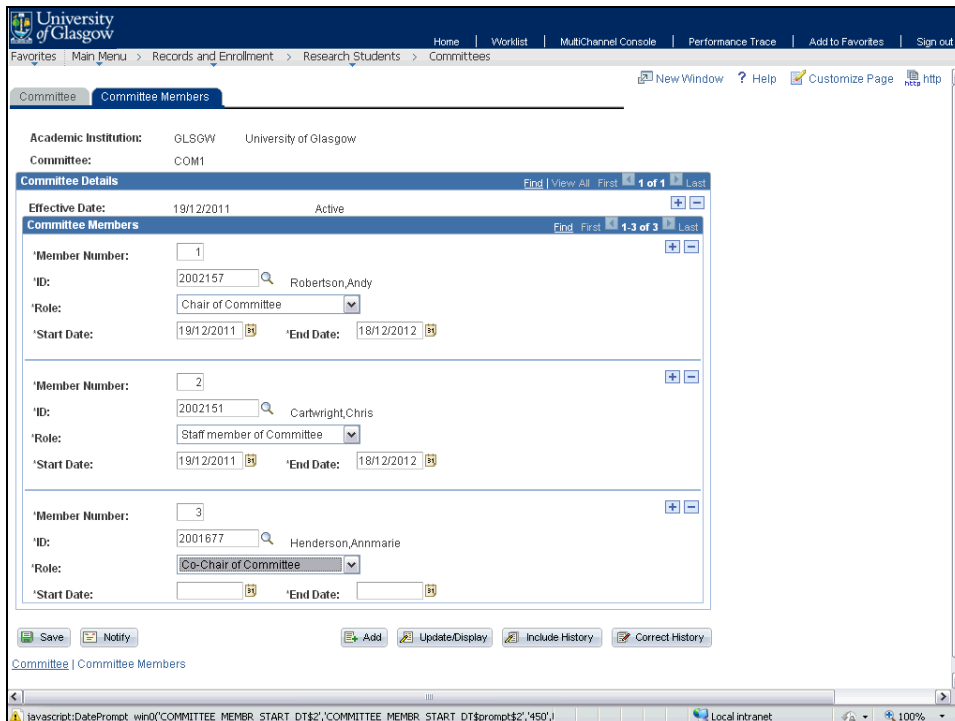 University
of Glasgow
Home | Worklist | MultiChannel Console | Performance Trace | Add to Favorites | Sign out
Favorites Main Menu > Records and Enrollment > Research Students > Committees
New Window ? Help Customize Page http
Committee Committee Members
Academic Institution: GLSGW University of Glasgow
Committee: COM1
Committee Details Find | View All First 1 of 1 Last
Effective Date: 19/12/2011 Active
Committee Members Find First 1-3 of 3 Last
*Member Number: 1
*ID: 2002157 Robertson,Andy
*Role: Chair of Committee
*Start Date: 19/12/2011 *End Date: 18/12/2012
*Member Number: 2
*ID: 2002151 Cartwright,Chris
*Role: Staff member of Committee
*Start Date: 19/12/2011 *End Date: 18/12/2012
*Member Number: 3
*ID: 2001677 Henderson,Annmarie
*Role: Co-Chair of Committee
*Start Date: *End Date:
Save Notify Add Update/Display Include History Correct History
Committee | Committee Members
javascript:DatePrompt_win0('COMMITTEE_MEMBR_START_DT$2','COMMITTEE_MEMBR_START_DT$prompt$2','450',l Local intranet 100%